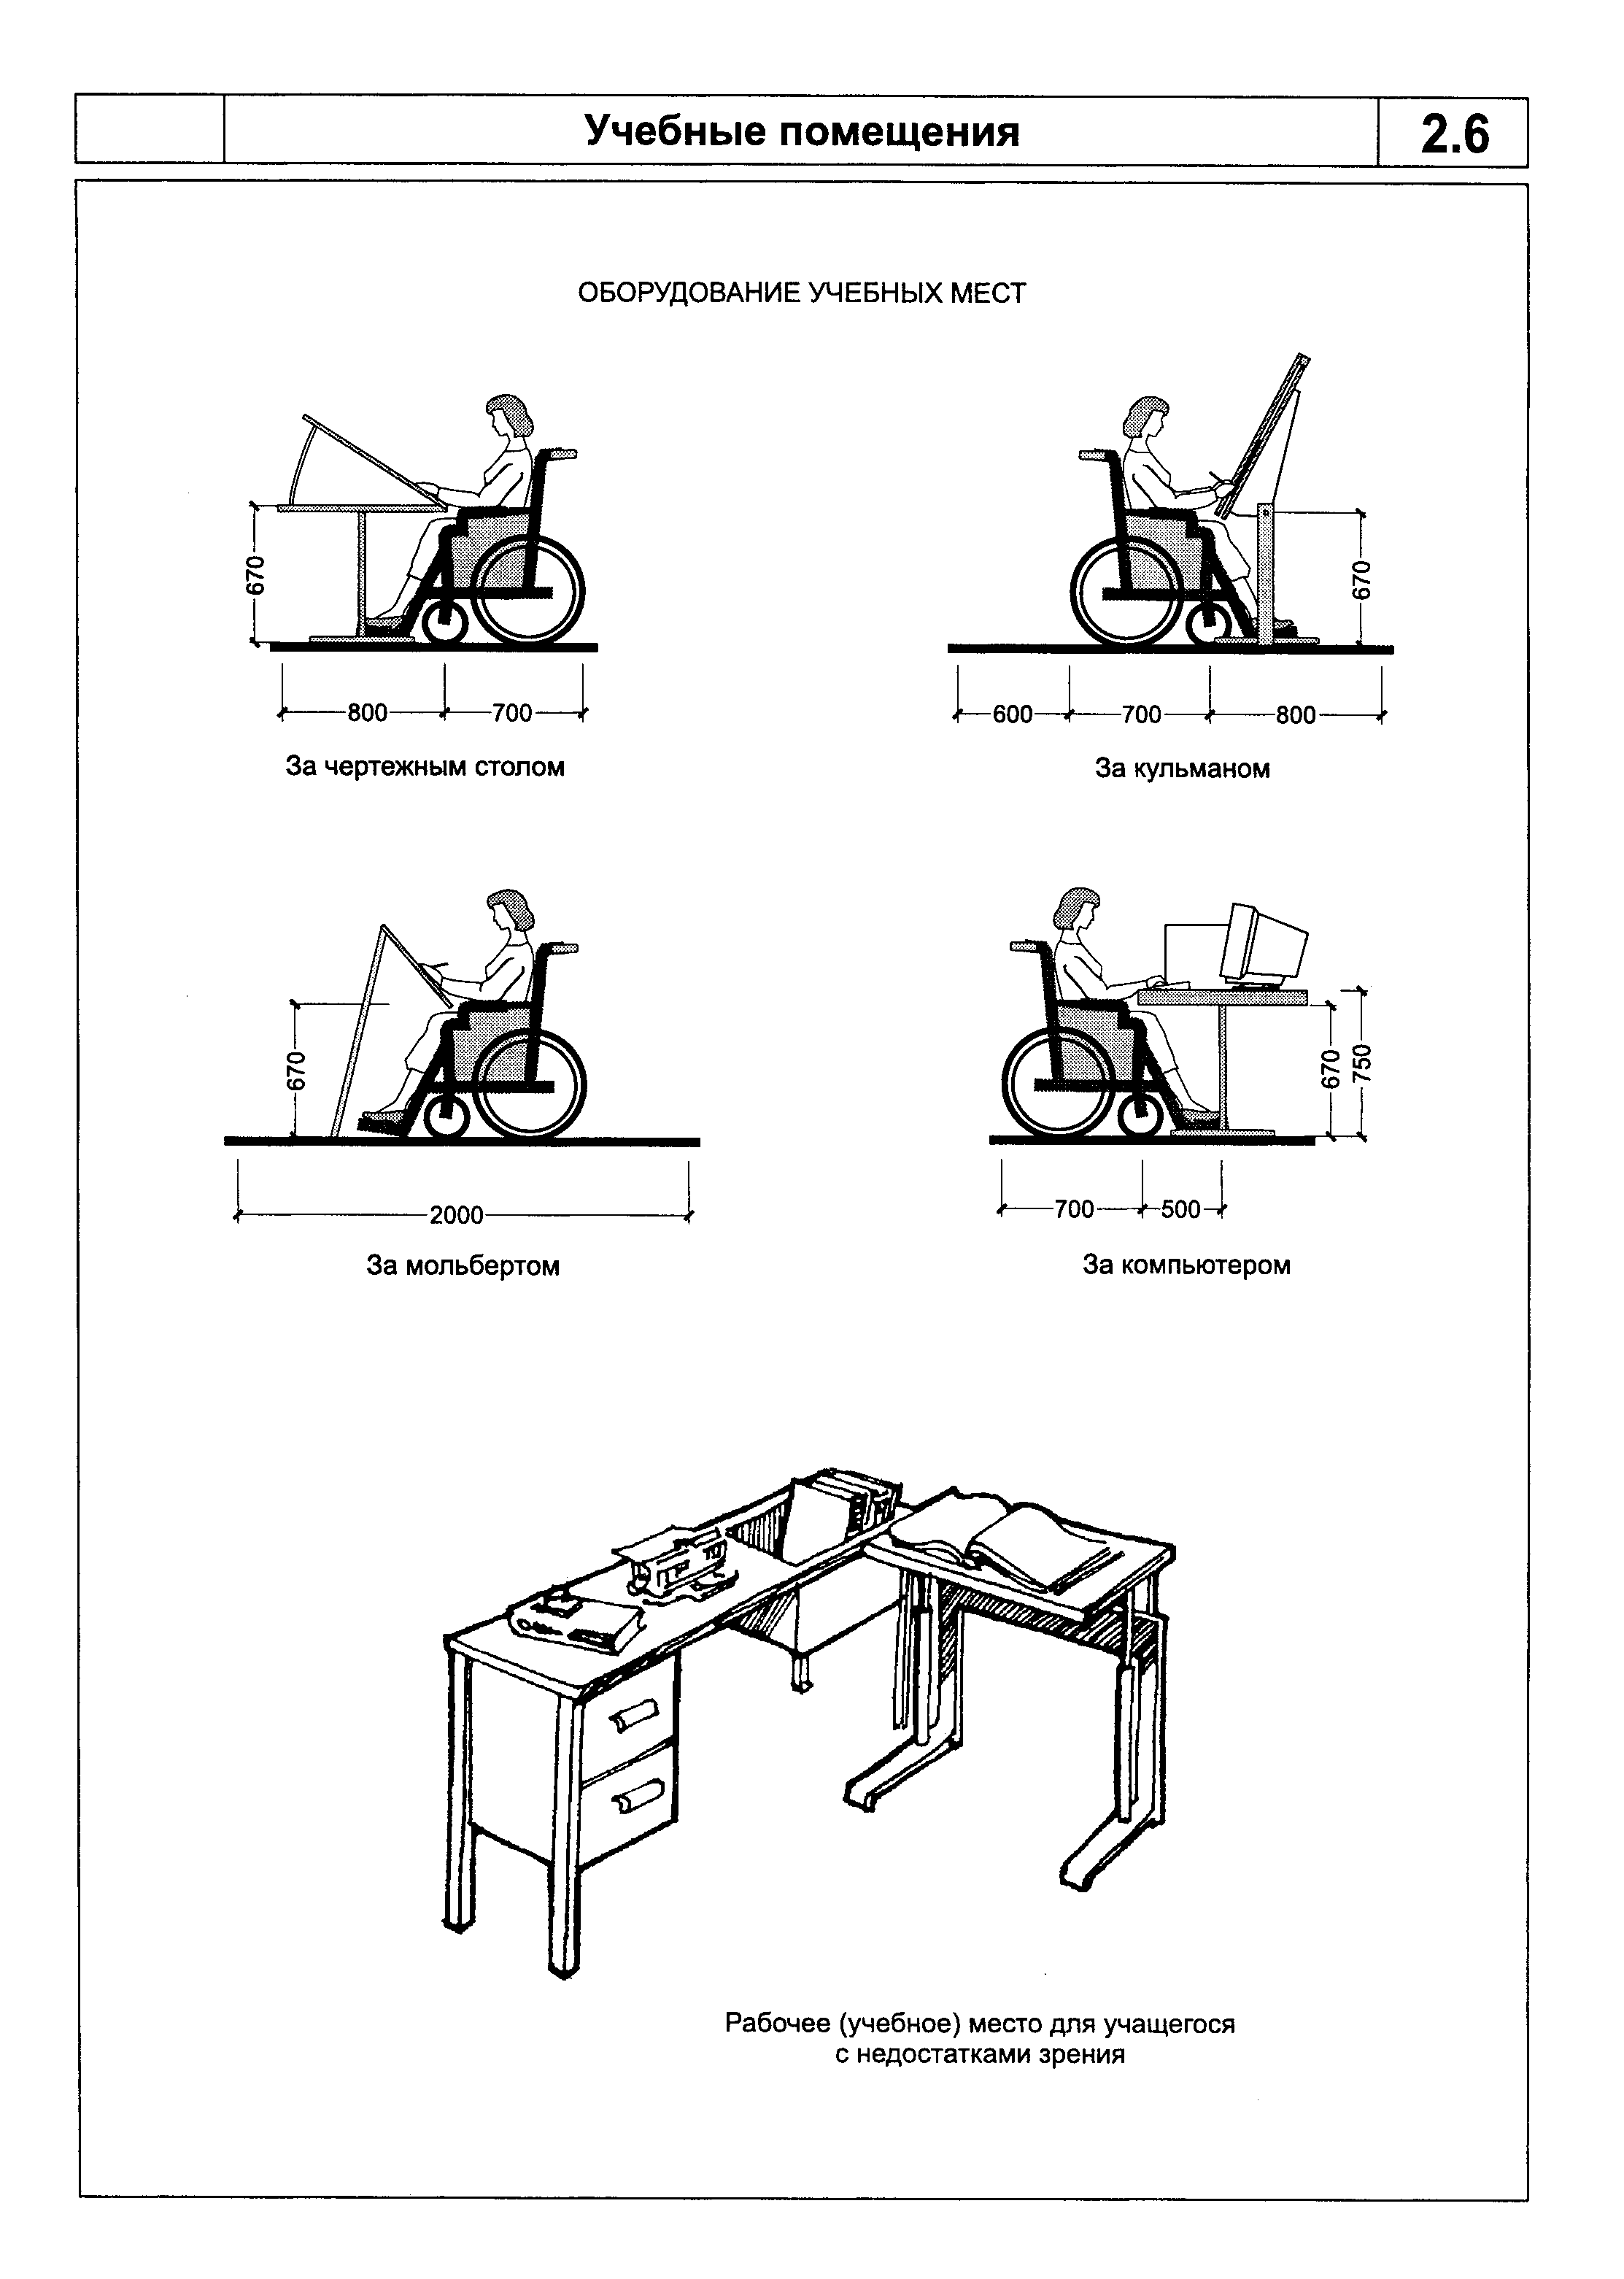 Учебные помещения
2.6
ОБОРУДОВАНИЕ УЧЕБНЫХ МЕСТ
670
800
700
За чертежным столом
670
600
700
800
За кульманом
670
2000
За мольбертом
670
750
700
500
За компьютером
Рабочее (учебное) место для учащегося
с недостатками зрения